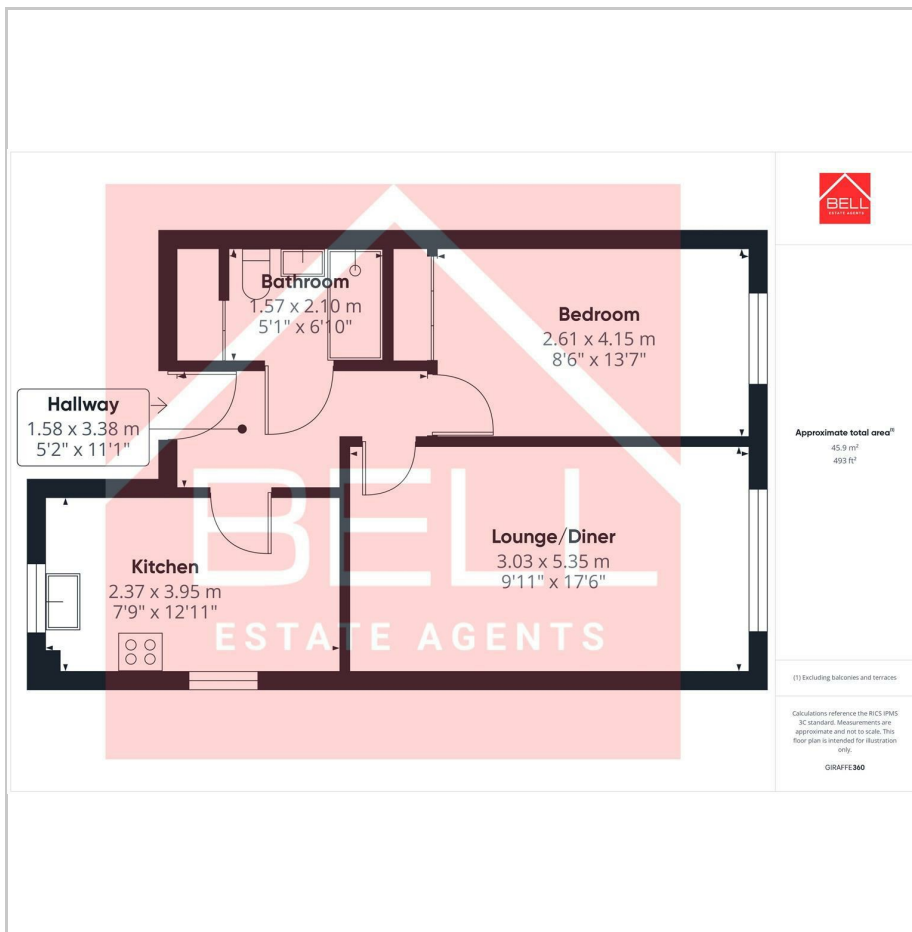 BELL
ESTATE AGENTS
Bathroom
1.57 x 2.10 m
5'1" x 6'10"
Bedroom
2.61 x 4.15 m
8'6" x 13'7"
Hallway
1.58 x 3.38 m
5'2" x 11'1"
Kitchen
2.37 x 3.95 m
7'9" x 12'11"
Lounge/Diner
3.03 x 5.35 m
9'11" x 17'6"
BELL
ESTATE AGENTS
Approximate total area(1)
45.9 m²
493 ft²
(1) Excluding balconies and terraces
Calculations reference the RICS IPMS
3C standard. Measurements are
approximate and not to scale. This
floor plan is intended for illustration
only.
GIRAFFE360